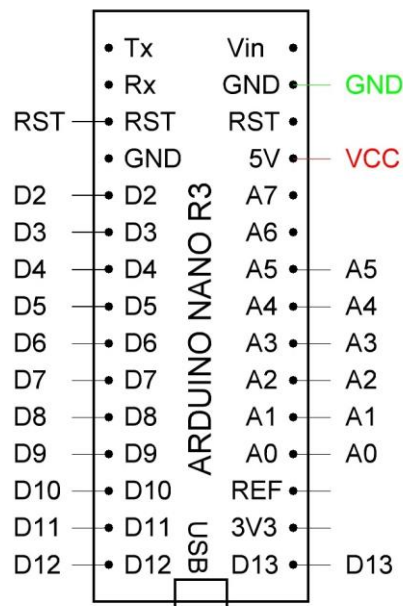 Tx Vin
Rx GND GND
RST RST RST
GND 5V VCC
D2 D2 A7
D3 D3 A6
D4 D4 A5 A5
D5 D5 A4 A4
D6 D6 A3 A3
D7 D7 A2 A2
D8 D8 A1 A1
D9 D9 A0 A0
D10 D10 REF
D11 D11 3V3
D12 D12 D13 D13
ARDUINO NANO R3
USB